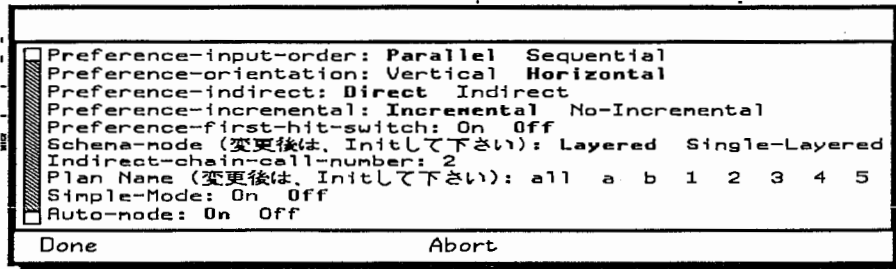 Preference-input-order: Parallel Sequential
Preference-orientation: Vertical Horizontal
Preference-indirect: Direct Indirect
Preference-incremental: Incremental No-Incremental
Preference-first-hit-switch: On Off
Schema-mode (変更後は、Initして下さい): Layered Single-Layered
Indirect-chain-call-number: 2
Plan Name (変更後は、Initして下さい): all a b 1 2 3 4 5
Simple-Mode: On Off
Auto-mode: On Off
Done Abort